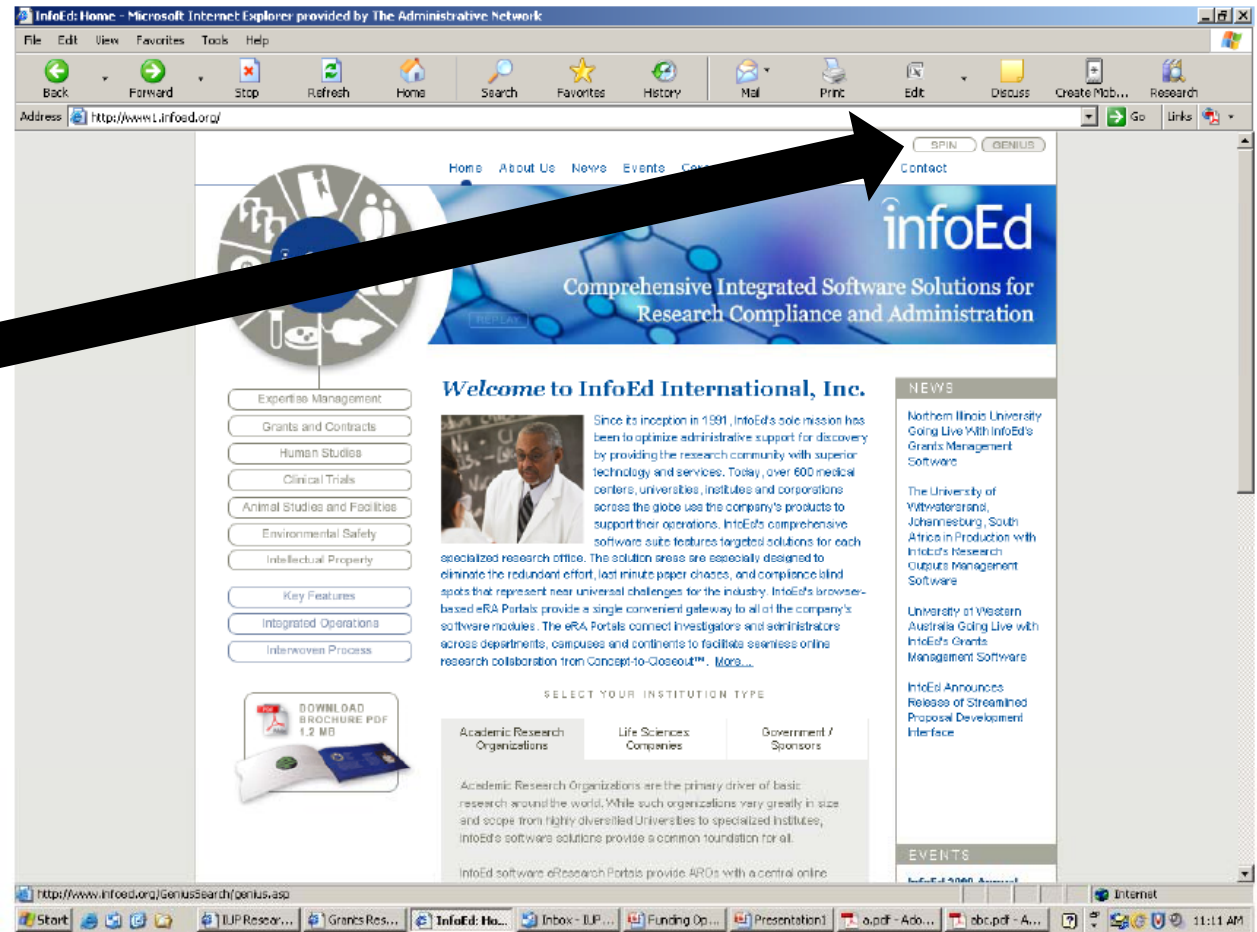 InfoEd: Home - Microsoft Internet Explorer provided by The Administrative Network
File Edit View Favorites Tools Help
Back Forward Stop Refresh Home Search Favorites History Mail Print Edit Discuss Create Mob... Research
Address http://www1.infoed.org/ Go Links
SPIN GENIUS
Home About Us News Events Contact
infoEd
Comprehensive Integrated Software Solutions for
Research Compliance and Administration
REPLAY
Expertise Management
Grants and Contracts
Human Studies
Clinical Trials
Animal Studies and Facilities
Environmental Safety
Intellectual Property
Key Features
Integrated Operations
Interwoven Process
DOWNLOAD
BROCHURE PDF
1.2 MB
Welcome to InfoEd International, Inc.
Since its inception in 1991, InfoEd's sole mission has
been to optimize administrative support for discovery
by providing the research community with superior
technology and services. Today, over 600 medical
centers, universities, institutes and corporations
across the globe use the company's products to
support their operations. InfoEd's comprehensive
software suite features targeted solutions for each
specialized research office. The solution areas are especially designed to
eliminate the redundant effort, last minute paper chases, and compliance blind
spots that represent near universal challenges for the industry. InfoEd's browser-
based eRA Portals provide a single convenient gateway to all of the company's
software modules. The eRA Portals connect investigators and administrators
across departments, campuses and continents to facilitate seamless online
research collaboration from Concept-to-Closeout™. More...
SELECT YOUR INSTITUTION TYPE
Academic Research
Organizations
Life Sciences
Companies
Government /
Sponsors
Academic Research Organizations are the primary driver of basic
research around the world. While such organizations vary greatly in size
and scope from highly diversified Universities to specialized Institutes,
InfoEd's software solutions provide a common foundation for all.
InfoEd software eResearch Portals provide AROs with a central online
NEWS
Northern Illinois University
Going Live With InfoEd's
Grants Management
Software
The University of
Witwatersrand,
Johannesburg, South
Africa in Production with
InfoEd's Research
Outputs Management
Software
University of Western
Australia Going Live with
InfoEd's Grants
Management Software
InfoEd Announces
Release of Streamlined
Proposal Development
Interface
EVENTS
http://www.infoed.org/GeniusSearch/genius.asp Internet
Start IUP Resear... Grants Res... InfoEd: Ho... Inbox - IUP ... Funding Op... Presentation1 a.pdf - Ado... abc.pdf - A... 11:11 AM